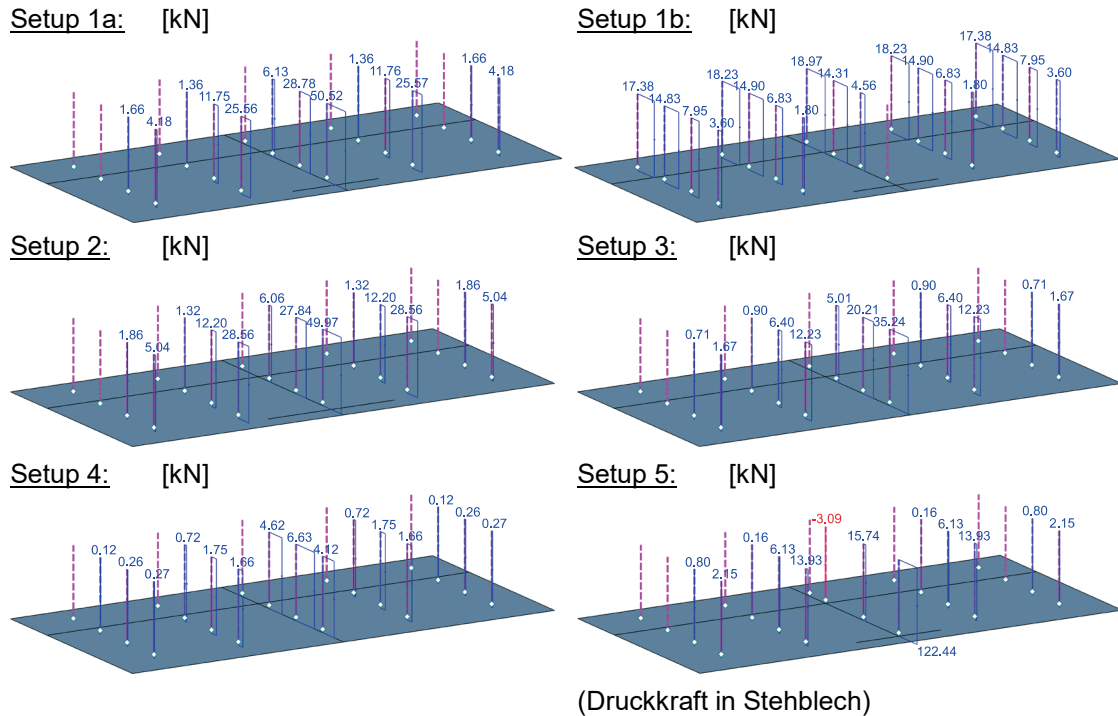 Setup 1a: [kN] Setup 1b: [kN]
1.66 4.18 1.36 11.75 25.56 6.13 28.78 50.52 1.36 11.76 25.57 1.66 4.18
17.38 14.83 7.95 3.60 18.23 14.90 6.83 1.80 18.97 14.31 4.56 18.23 14.90 6.83 1.80 17.38 14.83 7.95 3.60
Setup 2: [kN] Setup 3: [kN]
1.86 5.04 1.32 12.20 28.56 6.06 27.84 49.97 1.32 12.20 28.56 1.86 5.04
0.71 1.67 0.90 6.40 12.23 5.01 20.21 35.24 0.90 6.40 12.23 0.71 1.67
Setup 4: [kN] Setup 5: [kN]
0.12 0.26 0.27 0.72 1.75 1.66 4.62 6.63 4.12 0.72 1.75 1.66 0.12 0.26 0.27
0.80 2.15 0.16 6.13 13.93 -3.09 15.74 122.44 0.16 6.13 13.93 0.80 2.15
(Druckkraft in Stehblech)